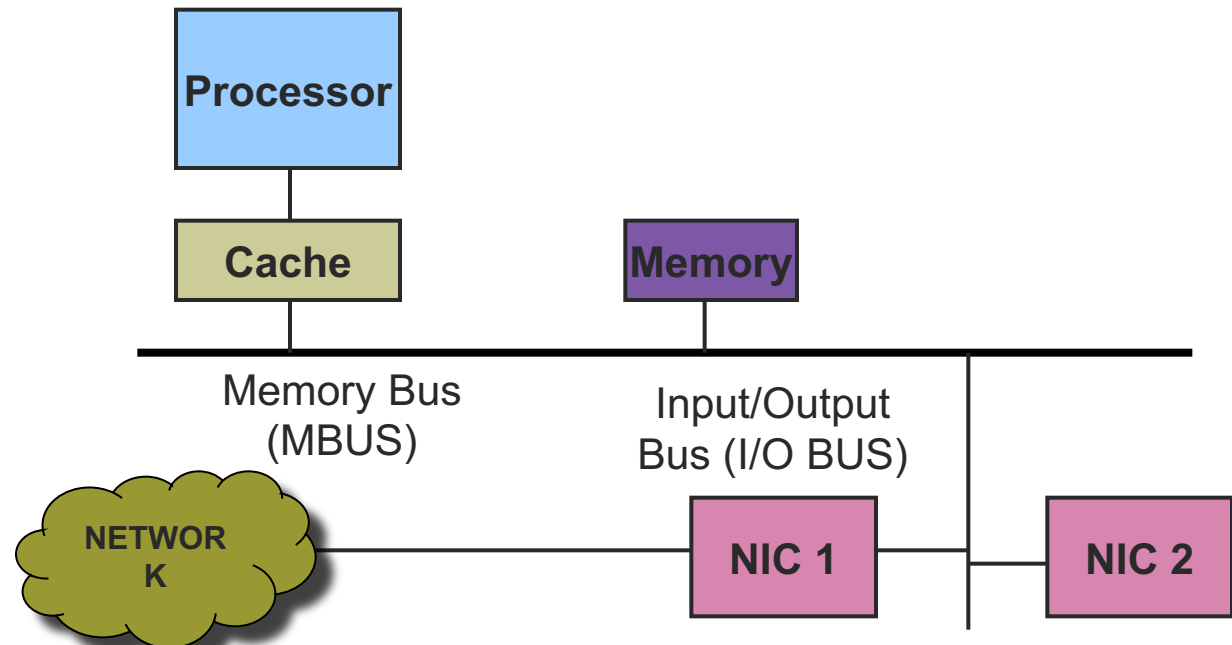 Processor
Cache
Memory
Memory Bus
(MBUS)
Input/Output
Bus (I/O BUS)
NETWOR
K
NIC 1
NIC 2